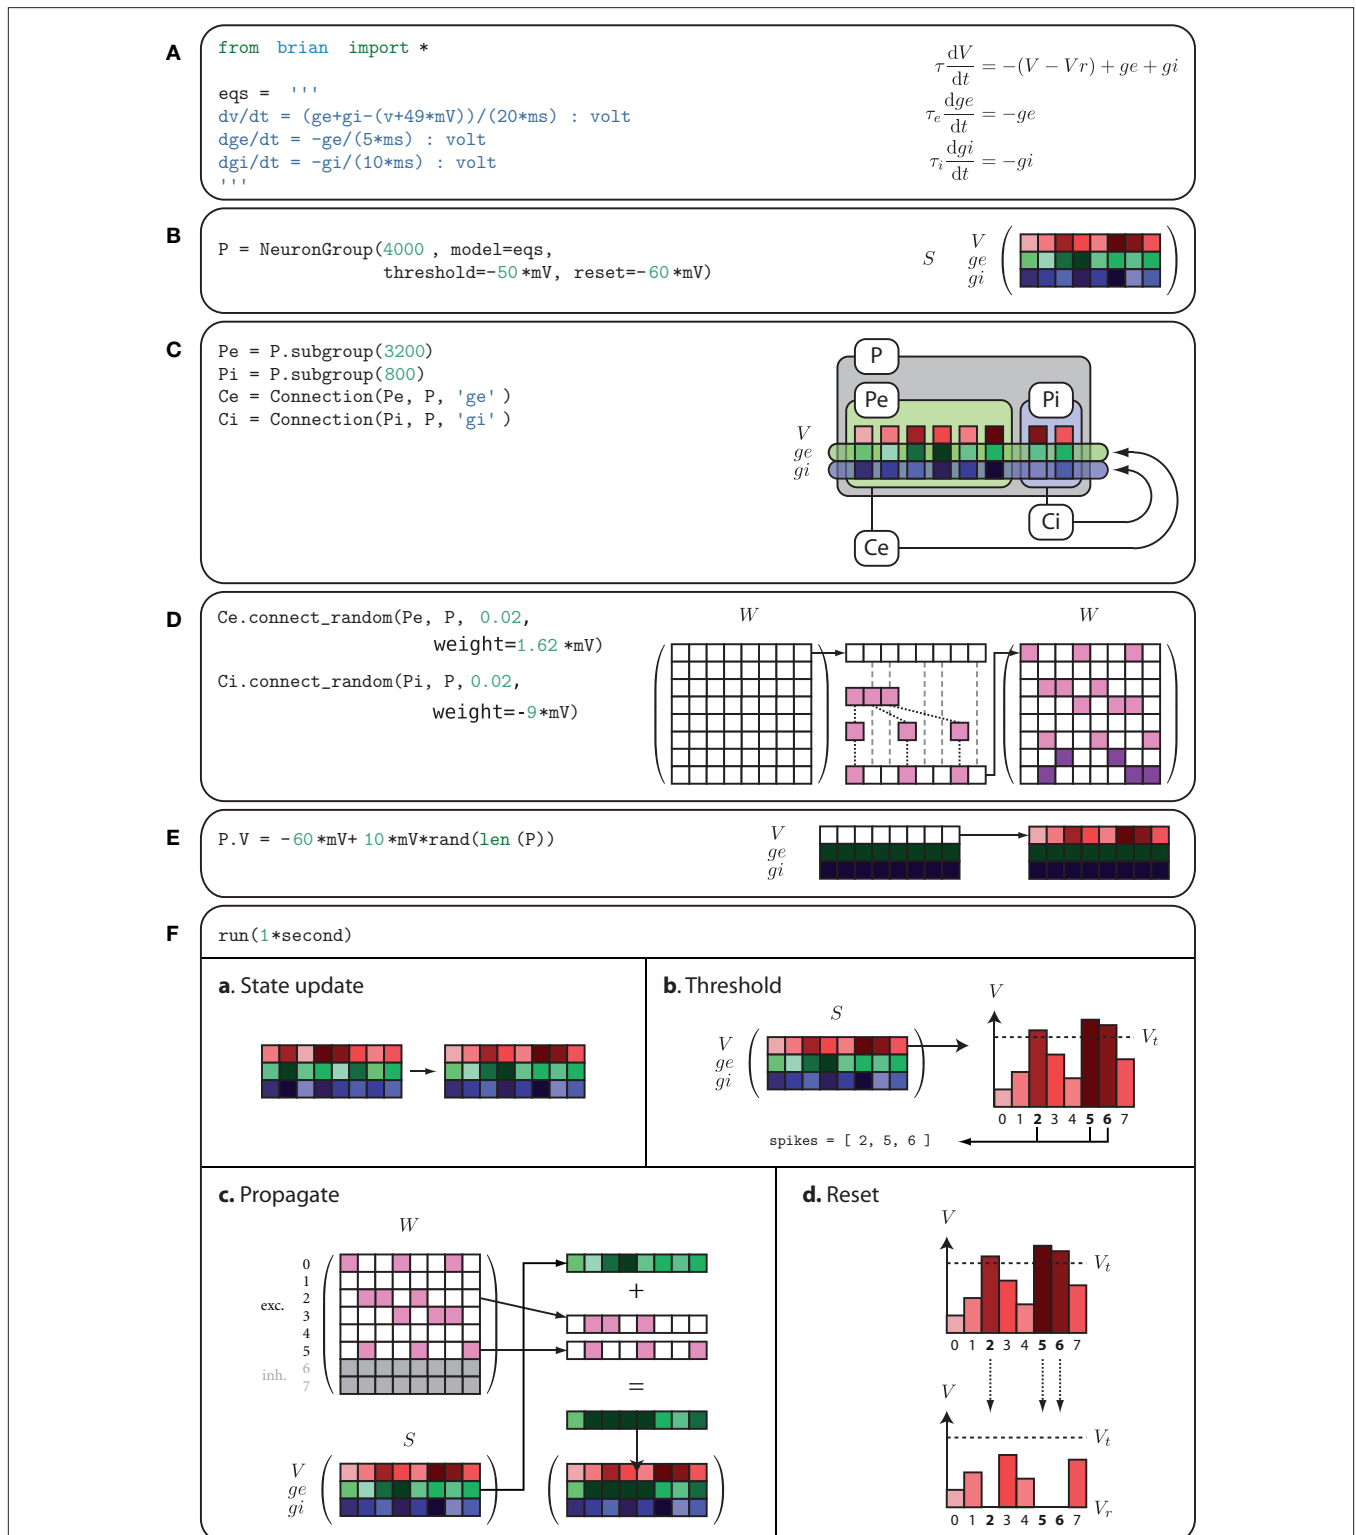 A
from brian import *
eqs = '''
dv/dt = (ge+gi-(v+49*mV))/(20*ms) : volt
dge/dt = -ge/(5*ms) : volt
dgi/dt = -gi/(10*ms) : volt
'''
τ dV/dt = −(V − Vr) + ge + gi
τe dge/dt = −ge
τi dgi/dt = −gi
B
P = NeuronGroup(4000 , model=eqs,
threshold=-50*mV, reset=-60*mV)
S
V
ge
gi
C
Pe = P.subgroup(3200)
Pi = P.subgroup(800)
Ce = Connection(Pe, P, 'ge' )
Ci = Connection(Pi, P, 'gi' )
P
Pe
Pi
V
ge
gi
Ci
Ce
D
Ce.connect_random(Pe, P, 0.02,
weight=1.62 *mV)
Ci.connect_random(Pi, P, 0.02,
weight=-9*mV)
W
W
E
P.V = -60*mV+ 10*mV*rand(len (P))
V
ge
gi
F
run(1*second)
a. State update
b. Threshold
S
V
ge
gi
V
Vt
0 1 2 3 4 5 6 7
spikes = [ 2, 5, 6 ]
c. Propagate
W
0
1
exc. 2
3
4
5
inh. 6
7
+
=
S
V
ge
gi
d. Reset
V
Vt
0 1 2 3 4 5 6 7
V
Vt
Vr
0 1 2 3 4 5 6 7